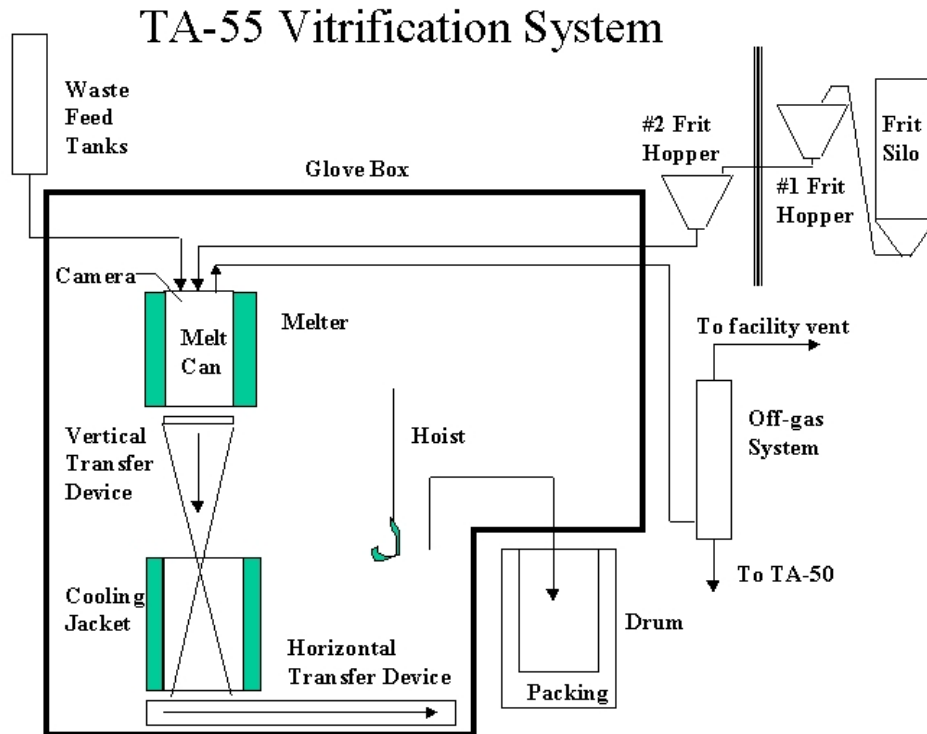 TA-55 Vitrification System
Waste
Feed
Tanks
#2 Frit
Hopper
Frit
Silo
Glove Box
#1 Frit
Hopper
Camera
Melter
Melt
Can
To facility vent
Vertical
Transfer
Device
Hoist
Off-gas
System
Cooling
Jacket
To TA-50
Drum
Horizontal
Transfer Device
Packing